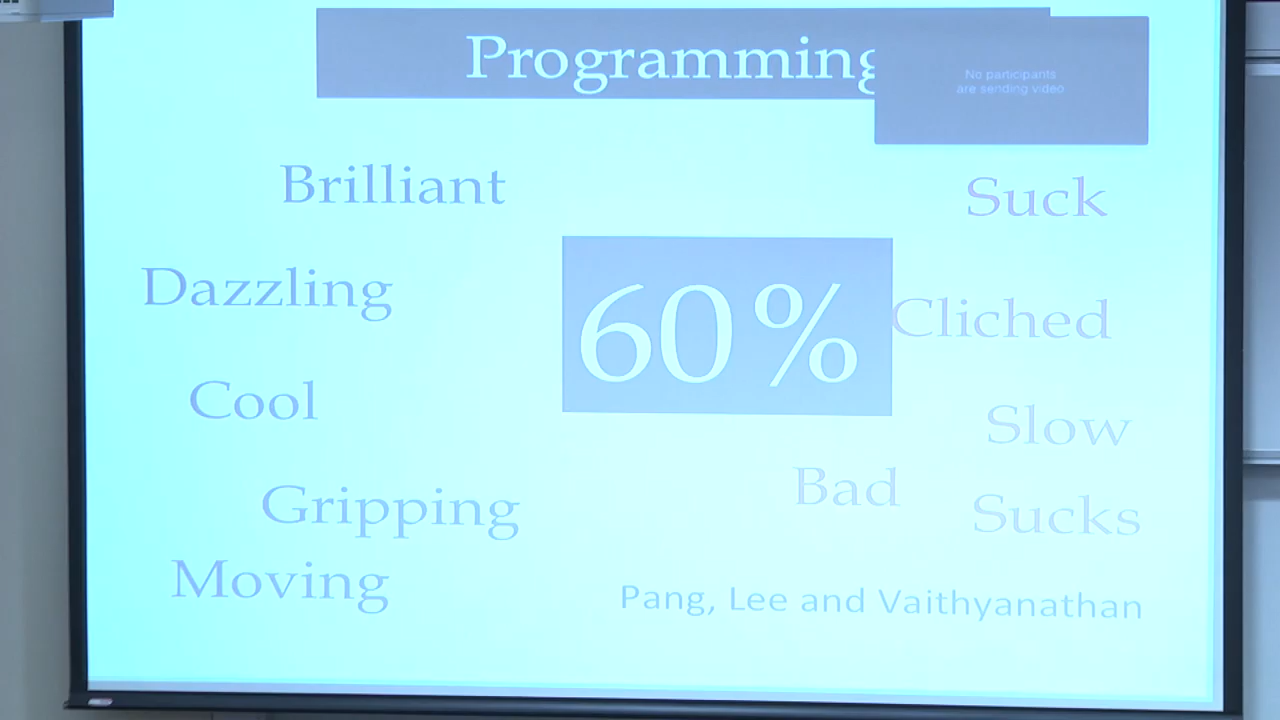 Programming
No participants
are sending video
Brilliant
Suck
Dazzling
60%
Cliched
Cool
Slow
Bad
Gripping
Sucks
Moving
Pang, Lee and Vaithyanathan